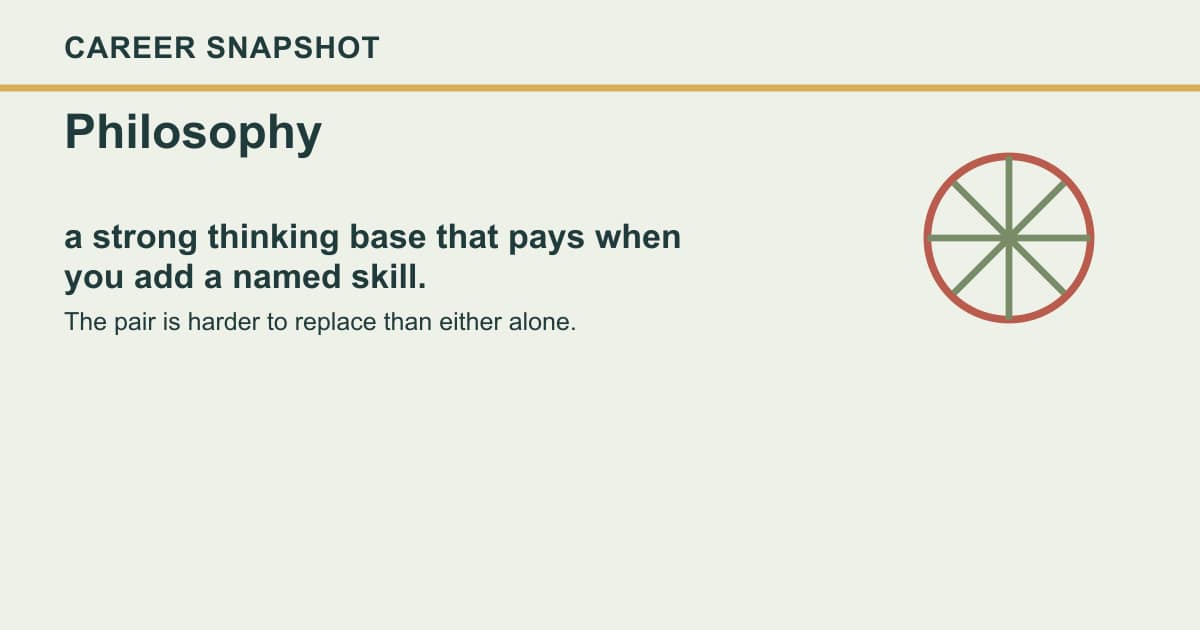 CAREER SNAPSHOT
Philosophy
a strong thinking base that pays when
you add a named skill.
The pair is harder to replace than either alone.